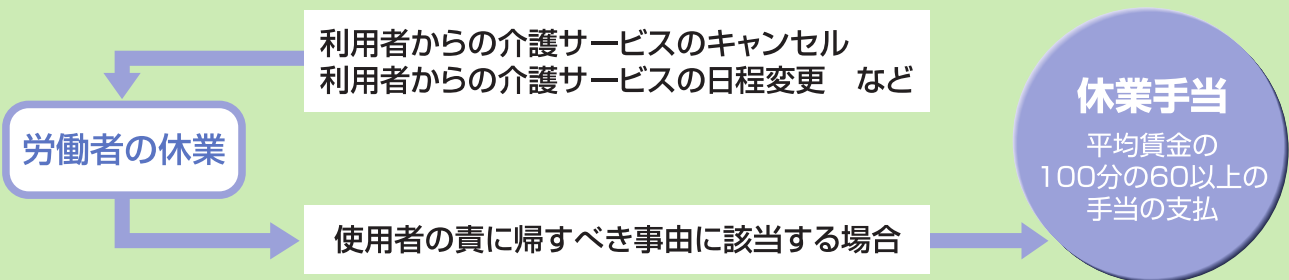 利用者からの介護サービスのキャンセル
利用者からの介護サービスの日程変更　など
労働者の休業
使用者の責に帰すべき事由に該当する場合
休業手当
平均賃金の
100分の60以上の
手当の支払